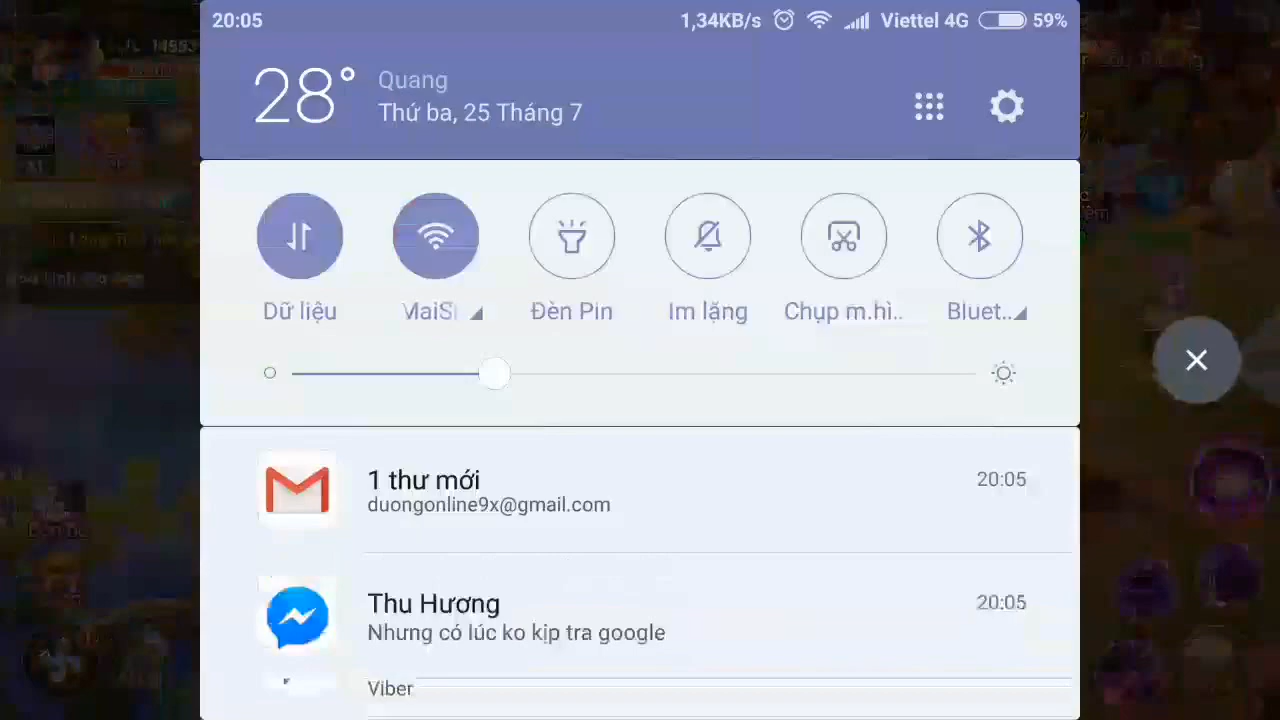 20:05
1,34KB/s
Viettel 4G
59%
28°
Quang
Thứ ba, 25 Tháng 7
Dữ liệu
Đèn Pin
Im lặng
Chụp m.hì..
Bluet..
1 thư mới
20:05
duongonline9x@gmail.com
Thu Hương
20:05
Nhưng có lúc ko kịp tra google
Viber